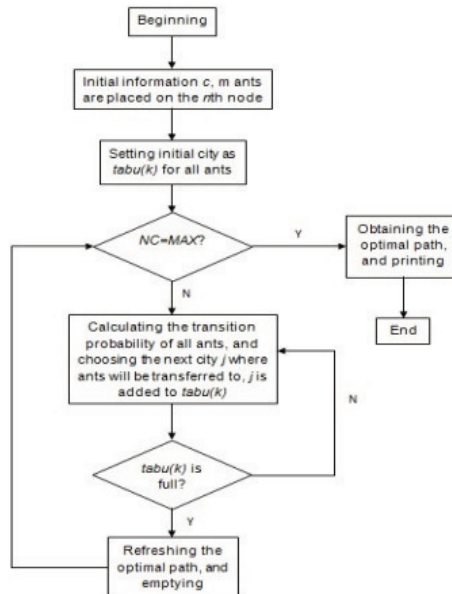 Beginning
Initial information c, m ants
are placed on the nth node
Setting initial city as
tabu(k) for all ants
NC=MAX?
Y
Obtaining the
optimal path,
and printing
End
N
Calculating the transition
probability of all ants, and
choosing the next city j where
ants will be transferred to, j is
added to tabu(k)
N
tabu(k) is
full?
Y
Refreshing the
optimal path, and
emptying